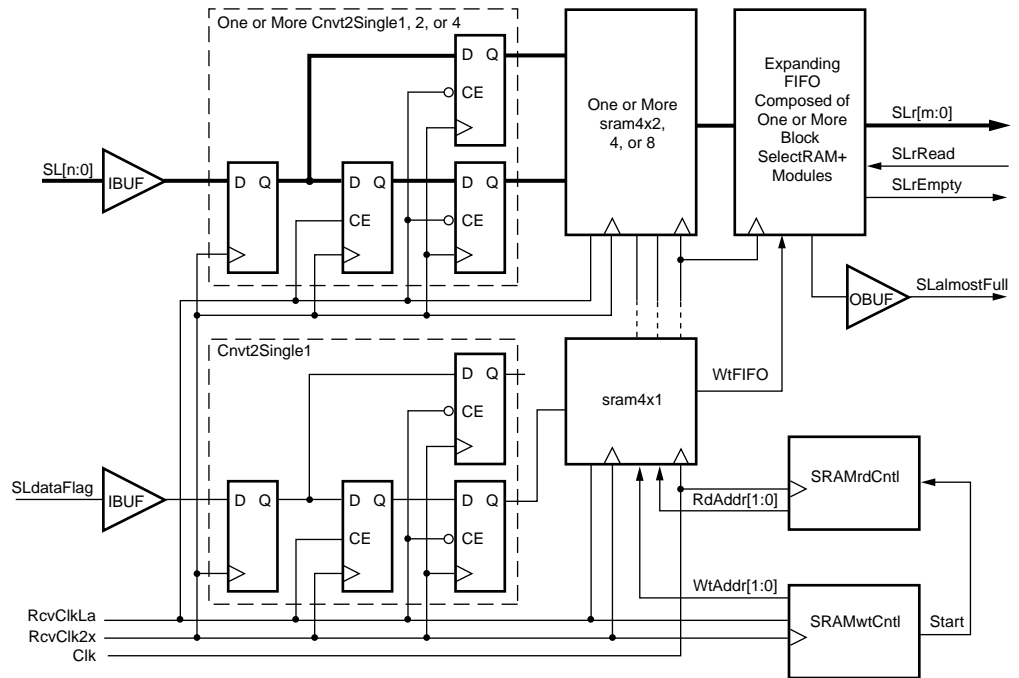 One or More Cnvt2Single1, 2, or 4
D Q
CE
SL[n:0]
IBUF
D Q
D Q
CE
D Q
CE
One or More
sram4x2,
4, or 8
Expanding
FIFO
Composed of
One or More
Block
SelectRAM+
Modules
SLr[m:0]
SLrRead
SLrEmpty
OBUF
SLalmostFull
Cnvt2Single1
D Q
CE
SLdataFlag
IBUF
D Q
D Q
CE
D Q
CE
sram4x1
WtFIFO
SRAMrdCntl
RdAddr[1:0]
WtAddr[1:0]
SRAMwtCntl
Start
RcvClkLa
RcvClk2x
Clk